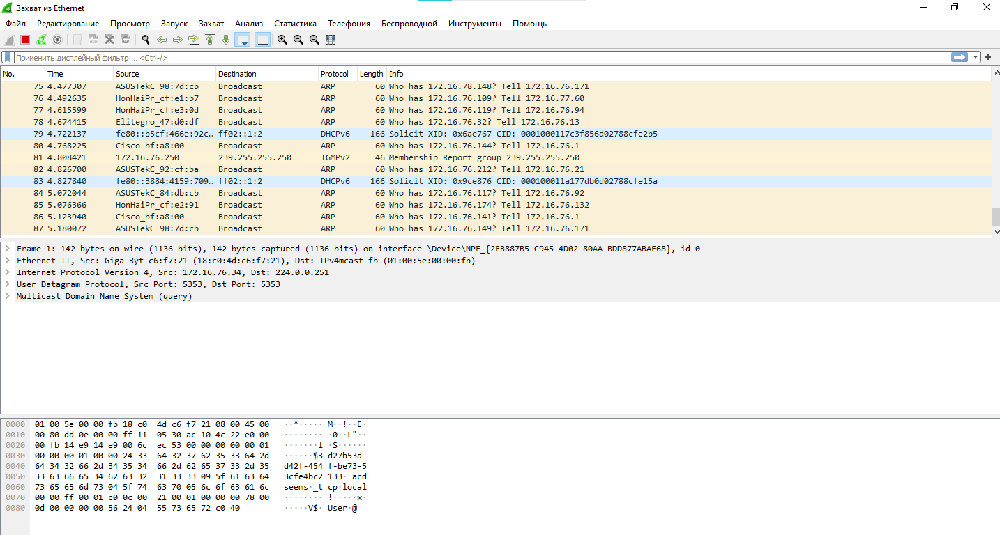 Захват из Ethernet
Файл Редактирование Просмотр Запуск Захват Анализ Статистика Телефония Беспроводной Инструменты Помощь
Применить дисплейный фильтр ... <Ctrl-/>
No. Time Source Destination Protocol Length Info
75 4.477307 ASUSTekC_98:7d:cb Broadcast ARP 60 Who has 172.16.78.148? Tell 172.16.76.171
76 4.492635 HonHaiPr_cf:e1:b7 Broadcast ARP 60 Who has 172.16.76.109? Tell 172.16.77.60
77 4.615599 HonHaiPr_cf:e3:0d Broadcast ARP 60 Who has 172.16.76.119? Tell 172.16.76.94
78 4.674415 Elitegro_47:d0:df Broadcast ARP 60 Who has 172.16.76.32? Tell 172.16.76.13
79 4.722137 fe80::b5cf:466e:92c… ff02::1:2 DHCPv6 166 Solicit XID: 0x6ae767 CID: 0001000117c3f856d02788cfe2b5
80 4.768225 Cisco_bf:a8:00 Broadcast ARP 60 Who has 172.16.76.144? Tell 172.16.76.1
81 4.808421 172.16.76.250 239.255.255.250 IGMPv2 46 Membership Report group 239.255.255.250
82 4.826700 ASUSTekC_92:cf:ba Broadcast ARP 60 Who has 172.16.76.212? Tell 172.16.76.21
83 4.827840 fe80::3884:4159:709… ff02::1:2 DHCPv6 166 Solicit XID: 0x9ce876 CID: 000100011a177db0d02788cfe15a
84 5.072044 ASUSTekC_84:db:cb Broadcast ARP 60 Who has 172.16.76.117? Tell 172.16.76.92
85 5.076366 HonHaiPr_cf:e2:91 Broadcast ARP 60 Who has 172.16.76.174? Tell 172.16.76.132
86 5.123940 Cisco_bf:a8:00 Broadcast ARP 60 Who has 172.16.76.141? Tell 172.16.76.1
87 5.180072 ASUSTekC_98:7d:cb Broadcast ARP 60 Who has 172.16.76.149? Tell 172.16.76.171
Frame 1: 142 bytes on wire (1136 bits), 142 bytes captured (1136 bits) on interface \Device\NPF_{2FB887B5-C945-4D02-80AA-BDD877ABAF68}, id 0
Ethernet II, Src: Giga-Byt_c6:f7:21 (18:c0:4d:c6:f7:21), Dst: IPv4mcast_fb (01:00:5e:00:00:fb)
Internet Protocol Version 4, Src: 172.16.76.34, Dst: 224.0.0.251
User Datagram Protocol, Src Port: 5353, Dst Port: 5353
Multicast Domain Name System (query)
0000 01 00 5e 00 00 fb 18 c0 4d c6 f7 21 08 00 45 00 ··^····· M··!··E·
0010 00 80 dd 0e 00 00 ff 11 05 30 ac 10 4c 22 e0 00 ········ ·0··L"··
0020 00 fb 14 e9 14 e9 00 6c ec 53 00 00 00 00 00 01 ·······l ·S······
0030 00 00 00 01 00 00 24 33 64 32 37 62 35 33 64 2d ······$3 d27b53d-
0040 64 34 32 66 2d 34 35 34 66 2d 62 65 37 33 2d 35 d42f-454 f-be73-5
0050 33 63 66 65 34 62 63 32 31 33 33 09 5f 61 63 64 3cfe4bc2 133·_acd
0060 73 65 65 6d 73 04 5f 74 63 70 05 6c 6f 63 61 6c seems·_t cp·local
0070 00 00 ff 00 01 c0 0c 00 21 00 01 00 00 00 78 00 ········ !·····x·
0080 0d 00 00 00 00 56 24 04 55 73 65 72 c0 40 ·····V$· User·@